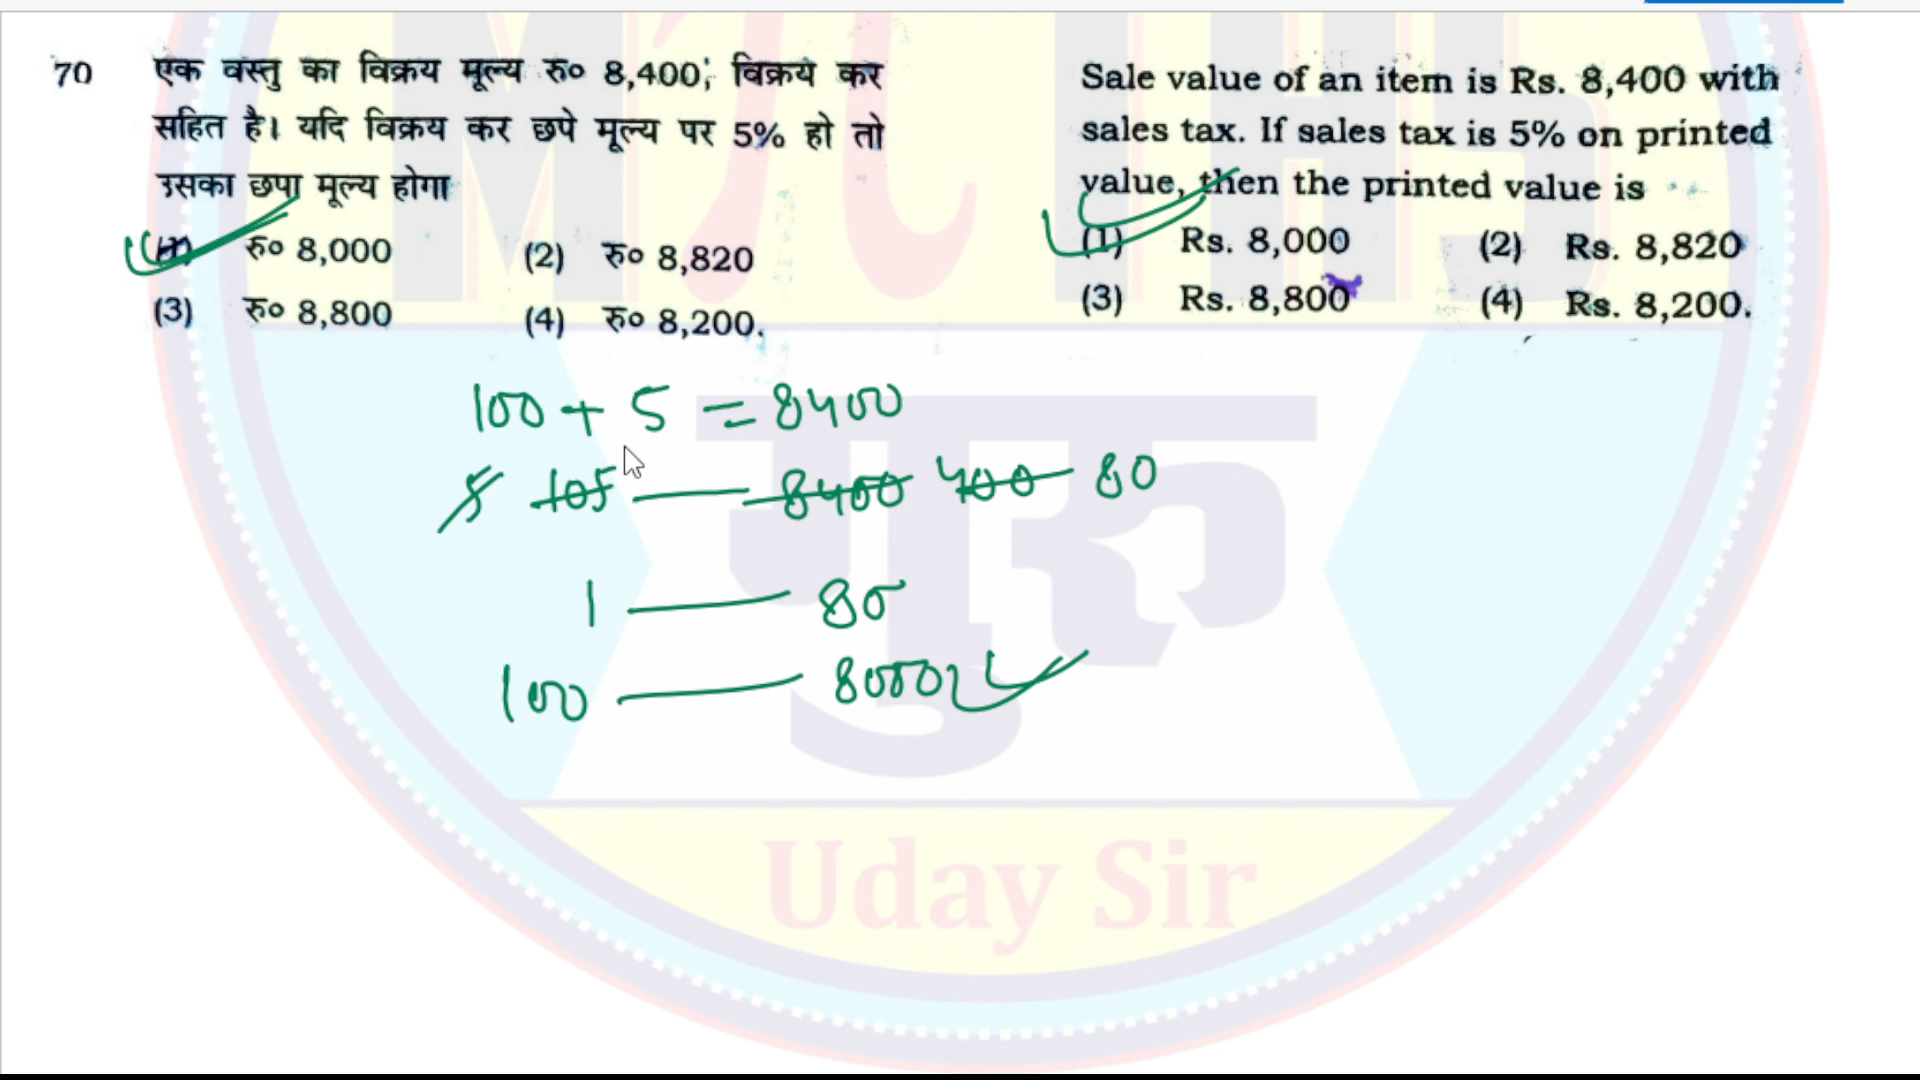 70 एक वस्तु का विक्रय मूल्य रु० 8,400; विक्रय कर
सहित है। यदि विक्रय कर छपे मूल्य पर 5% हो तो
उसका छपा मूल्य होगा
(1) रु० 8,000 (2) रु० 8,820
(3) रु० 8,800 (4) रु० 8,200.
Sale value of an item is Rs. 8,400 with
sales tax. If sales tax is 5% on printed
value, then the printed value is
(1) Rs. 8,000 (2) Rs. 8,820
(3) Rs. 8,800 (4) Rs. 8,200.
100 + 5 = 8400
5 105 8400 400 80
1 80
100 8000
गुरु
Uday Sir